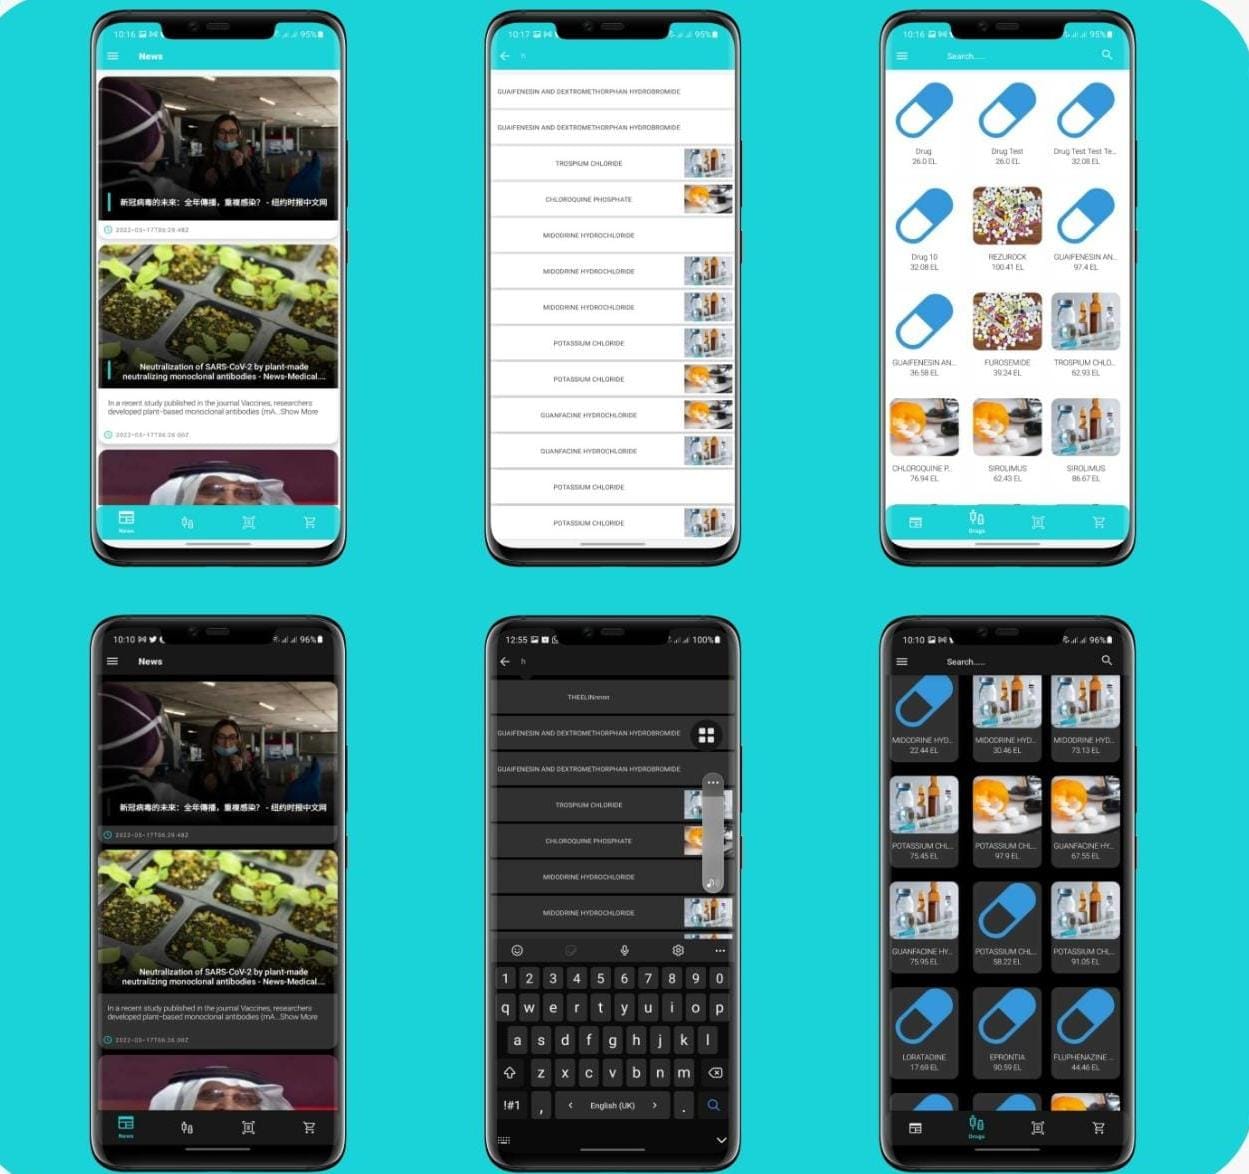 10:16
95%
News
新冠病毒的未來：全年傳播，重複感染？ - 纽约时报中文网
2022-05-17T06:26:48Z
Neutralization of SARS-CoV-2 by plant-made
neutralizing monoclonal antibodies - News-Medical....
In a recent study published in the journal Vaccines, researchers
developed plant-based monoclonal antibodies (mA...Show More
2022-05-17T06:26:00Z
News
10:17
95%
h
GUAIFENESIN AND DEXTROMETHORPHAN HYDROBROMIDE
GUAIFENESIN AND DEXTROMETHORPHAN HYDROBROMIDE
TROSPIUM CHLORIDE
CHLOROQUINE PHOSPHATE
MIDODRINE HYDROCHLORIDE
MIDODRINE HYDROCHLORIDE
MIDODRINE HYDROCHLORIDE
POTASSIUM CHLORIDE
POTASSIUM CHLORIDE
GUANFACINE HYDROCHLORIDE
GUANFACINE HYDROCHLORIDE
POTASSIUM CHLORIDE
POTASSIUM CHLORIDE
10:16
95%
Search.....
Drug Drug Test Drug Test Test Te...
26.0 EL 26.0 EL 32.08 EL
Drug 10 REZUROCK GUAIFENESIN AN...
32.08 EL 100.41 EL 97.4 EL
GUAIFENESIN AN... FUROSEMIDE TROSPIUM CHLO...
36.58 EL 39.24 EL 62.93 EL
CHLOROQUINE P... SIROLIMUS SIROLIMUS
76.94 EL 62.43 EL 86.67 EL
Drugs
10:10
96%
News
新冠病毒的未來：全年傳播，重複感染？ - 纽约时报中文网
2022-05-17T06:26:48Z
Neutralization of SARS-CoV-2 by plant-made
neutralizing monoclonal antibodies - News-Medical....
In a recent study published in the journal Vaccines, researchers
developed plant-based monoclonal antibodies (mA...Show More
2022-05-17T06:26:00Z
News
12:55
100%
h
THEELINnnnn
GUAIFENESIN AND DEXTROMETHORPHAN HYDROBROMIDE
GUAIFENESIN AND DEXTROMETHORPHAN HYDROBROMIDE
TROSPIUM CHLORIDE
CHLOROQUINE PHOSPHATE
MIDODRINE HYDROCHLORIDE
MIDODRINE HYDROCHLORIDE
1 2 3 4 5 6 7 8 9 0
q w e r t y u i o p
a s d f g h j k l
z x c v b n m
!#1 , < English (UK) > .
10:10
96%
Search.....
MIDODRINE HYD... MIDODRINE HYD... MIDODRINE HYD...
22.44 EL 30.46 EL 73.13 EL
POTASSIUM CHL... POTASSIUM CHL... GUANFACINE HY...
75.45 EL 97.9 EL 67.55 EL
GUANFACINE HY... POTASSIUM CHL... POTASSIUM CHL...
75.95 EL 58.22 EL 91.05 EL
LORATADINE EPRONTIA FLUPHENAZINE ...
17.69 EL 90.59 EL 44.46 EL
Drugs